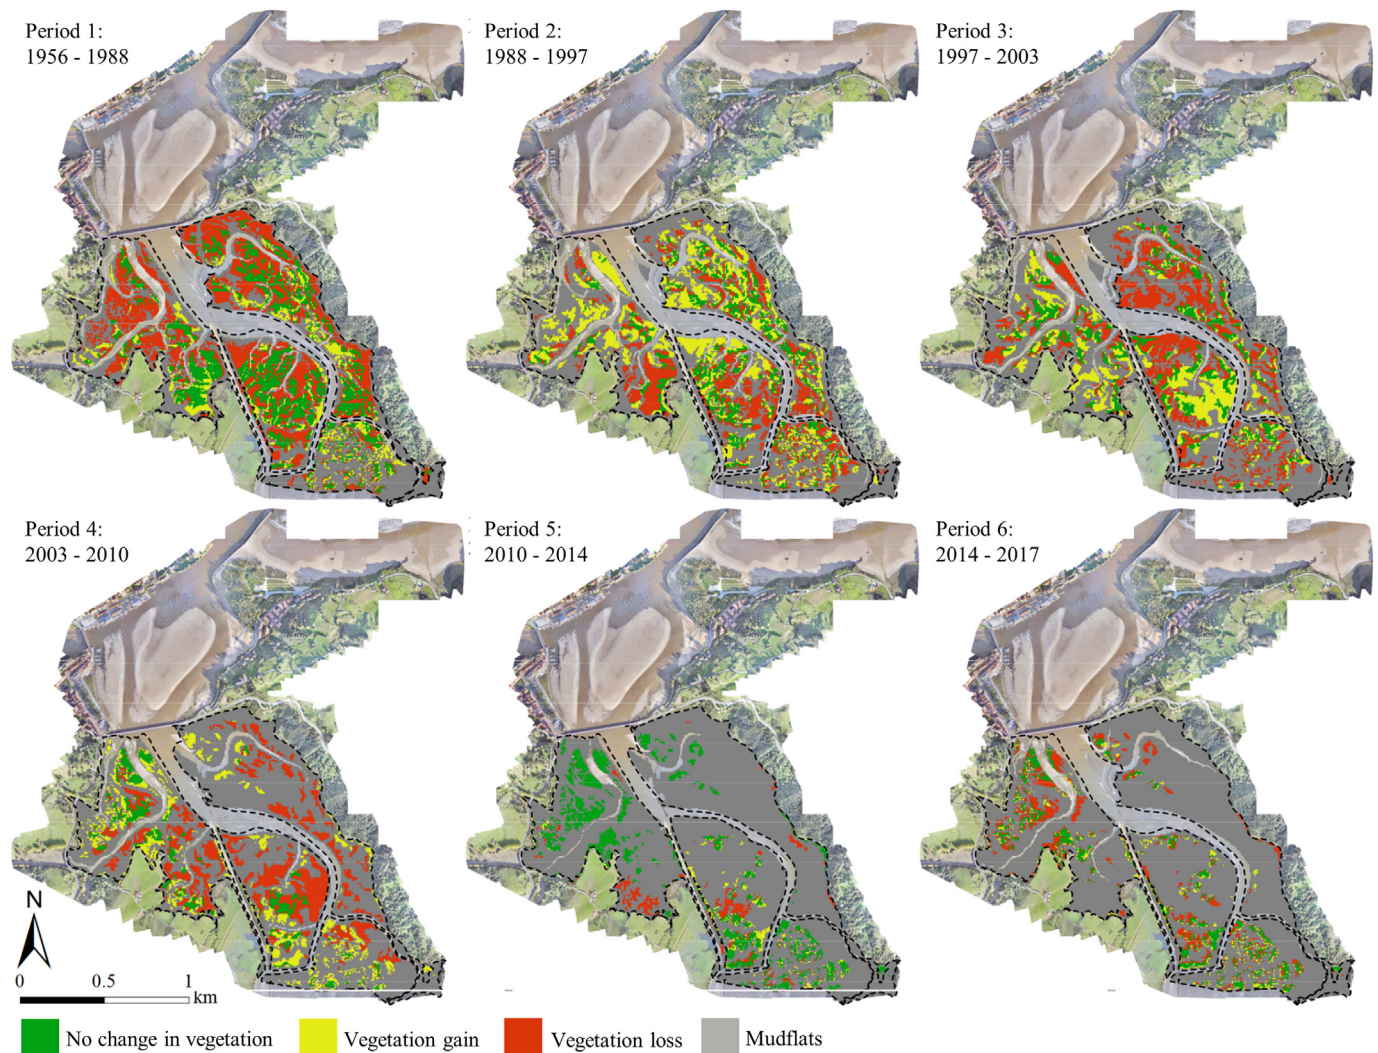 Period 1:
1956 - 1988
Period 2:
1988 - 1997
Period 3:
1997 - 2003
Period 4:
2003 - 2010
Period 5:
2010 - 2014
Period 6:
2014 - 2017
N
0 0.5 1
km
No change in vegetation
Vegetation gain
Vegetation loss
Mudflats